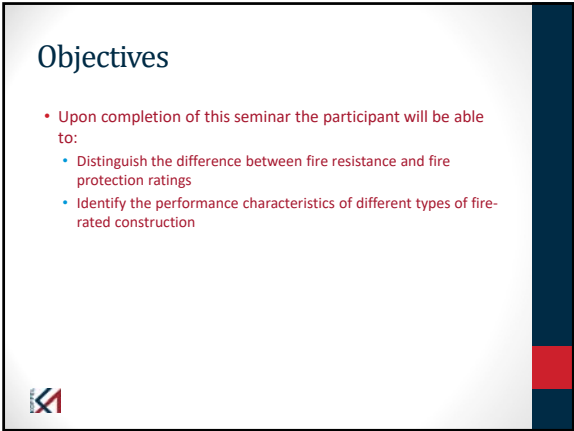 Objectives
• Upon completion of this seminar the participant will be able
to:
• Distinguish the difference between fire resistance and fire
protection ratings
• Identify the performance characteristics of different types of fire-
rated construction
KOFFEL